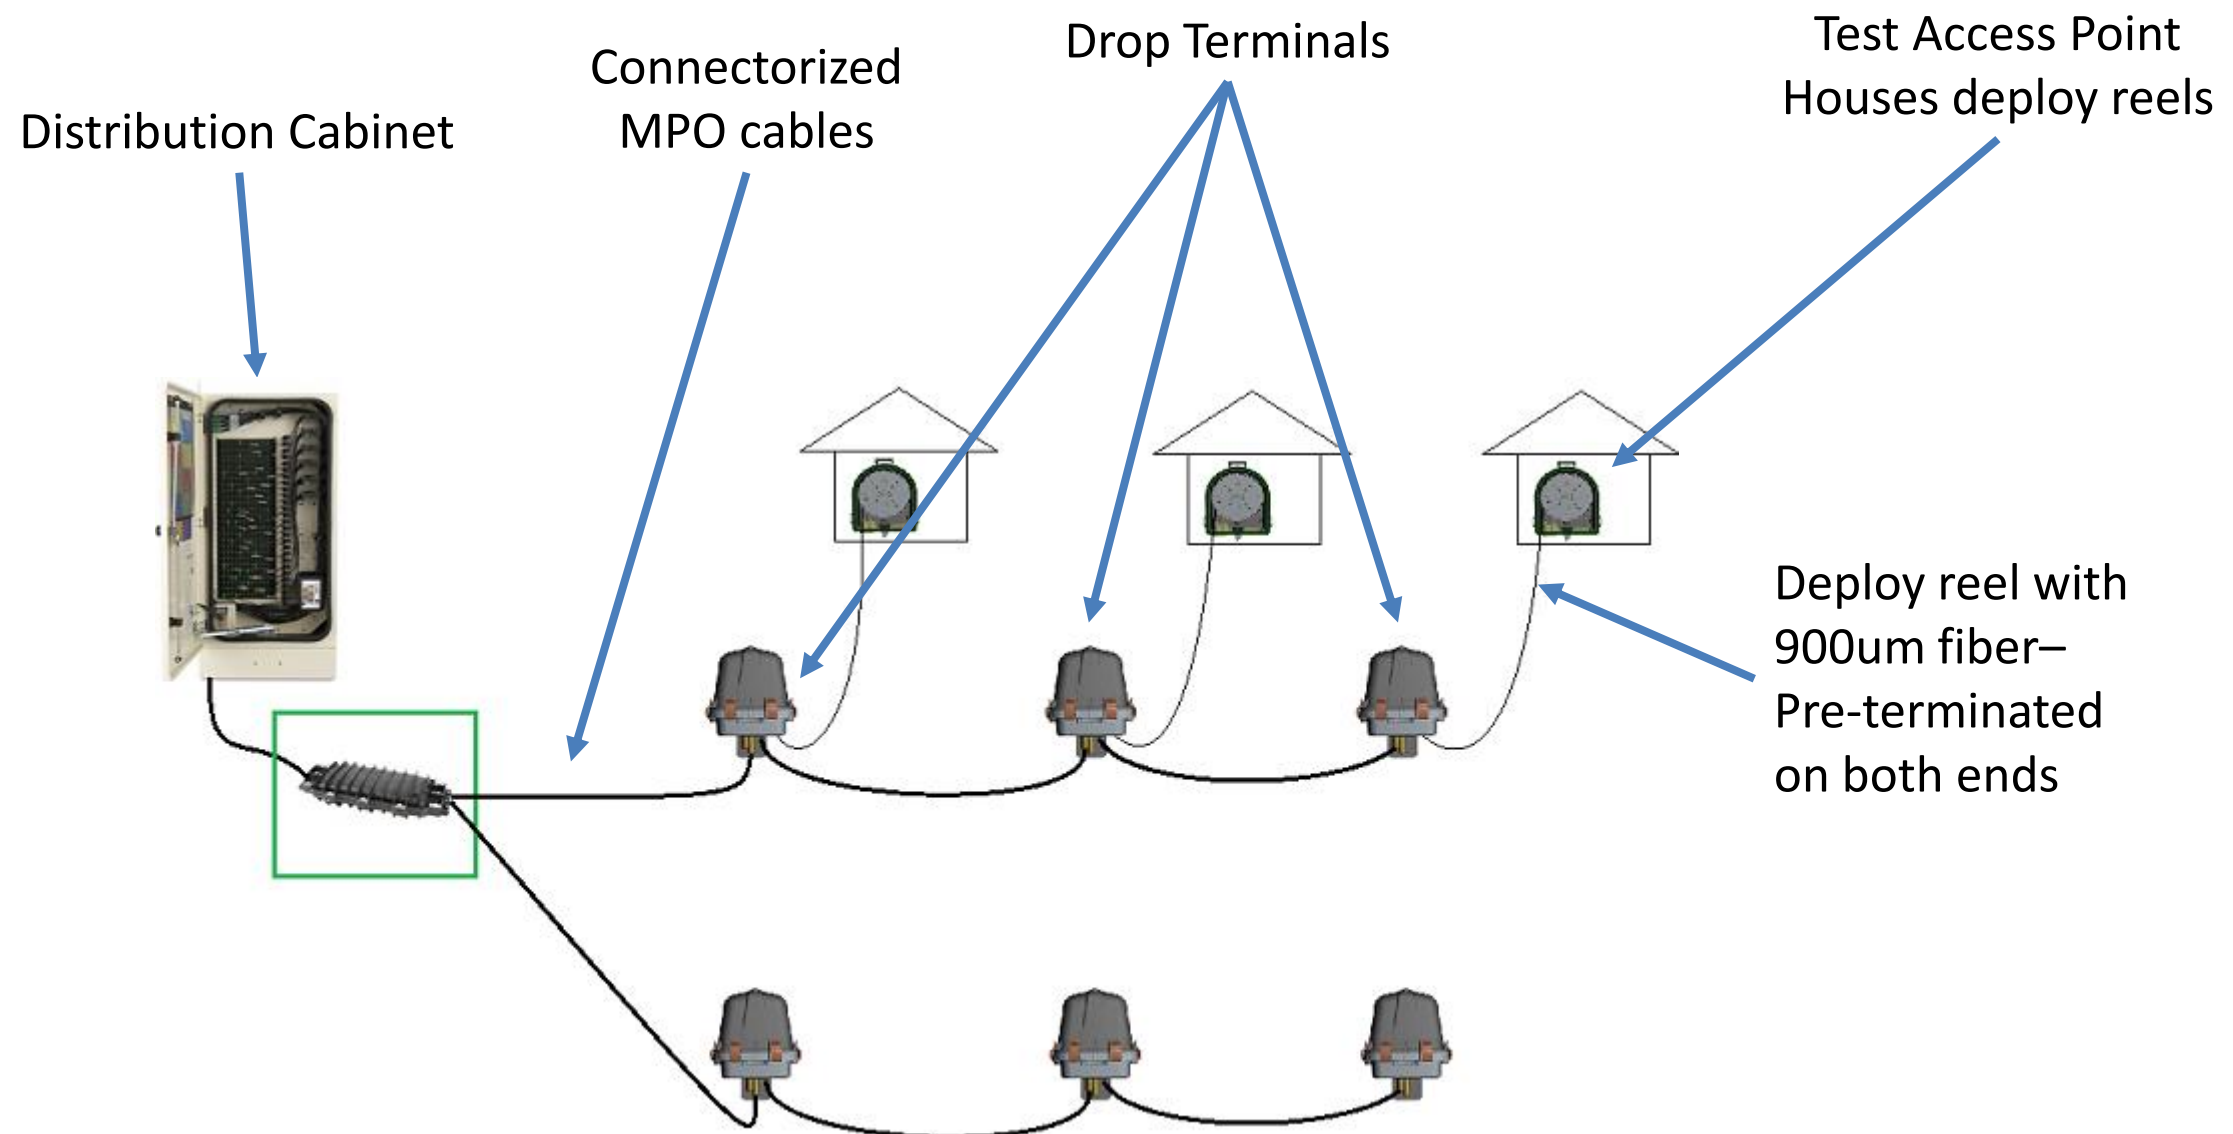 Distribution Cabinet
Connectorized
MPO cables
Drop Terminals
Test Access Point
Houses deploy reels
Deploy reel with
900um fiber–
Pre-terminated
on both ends